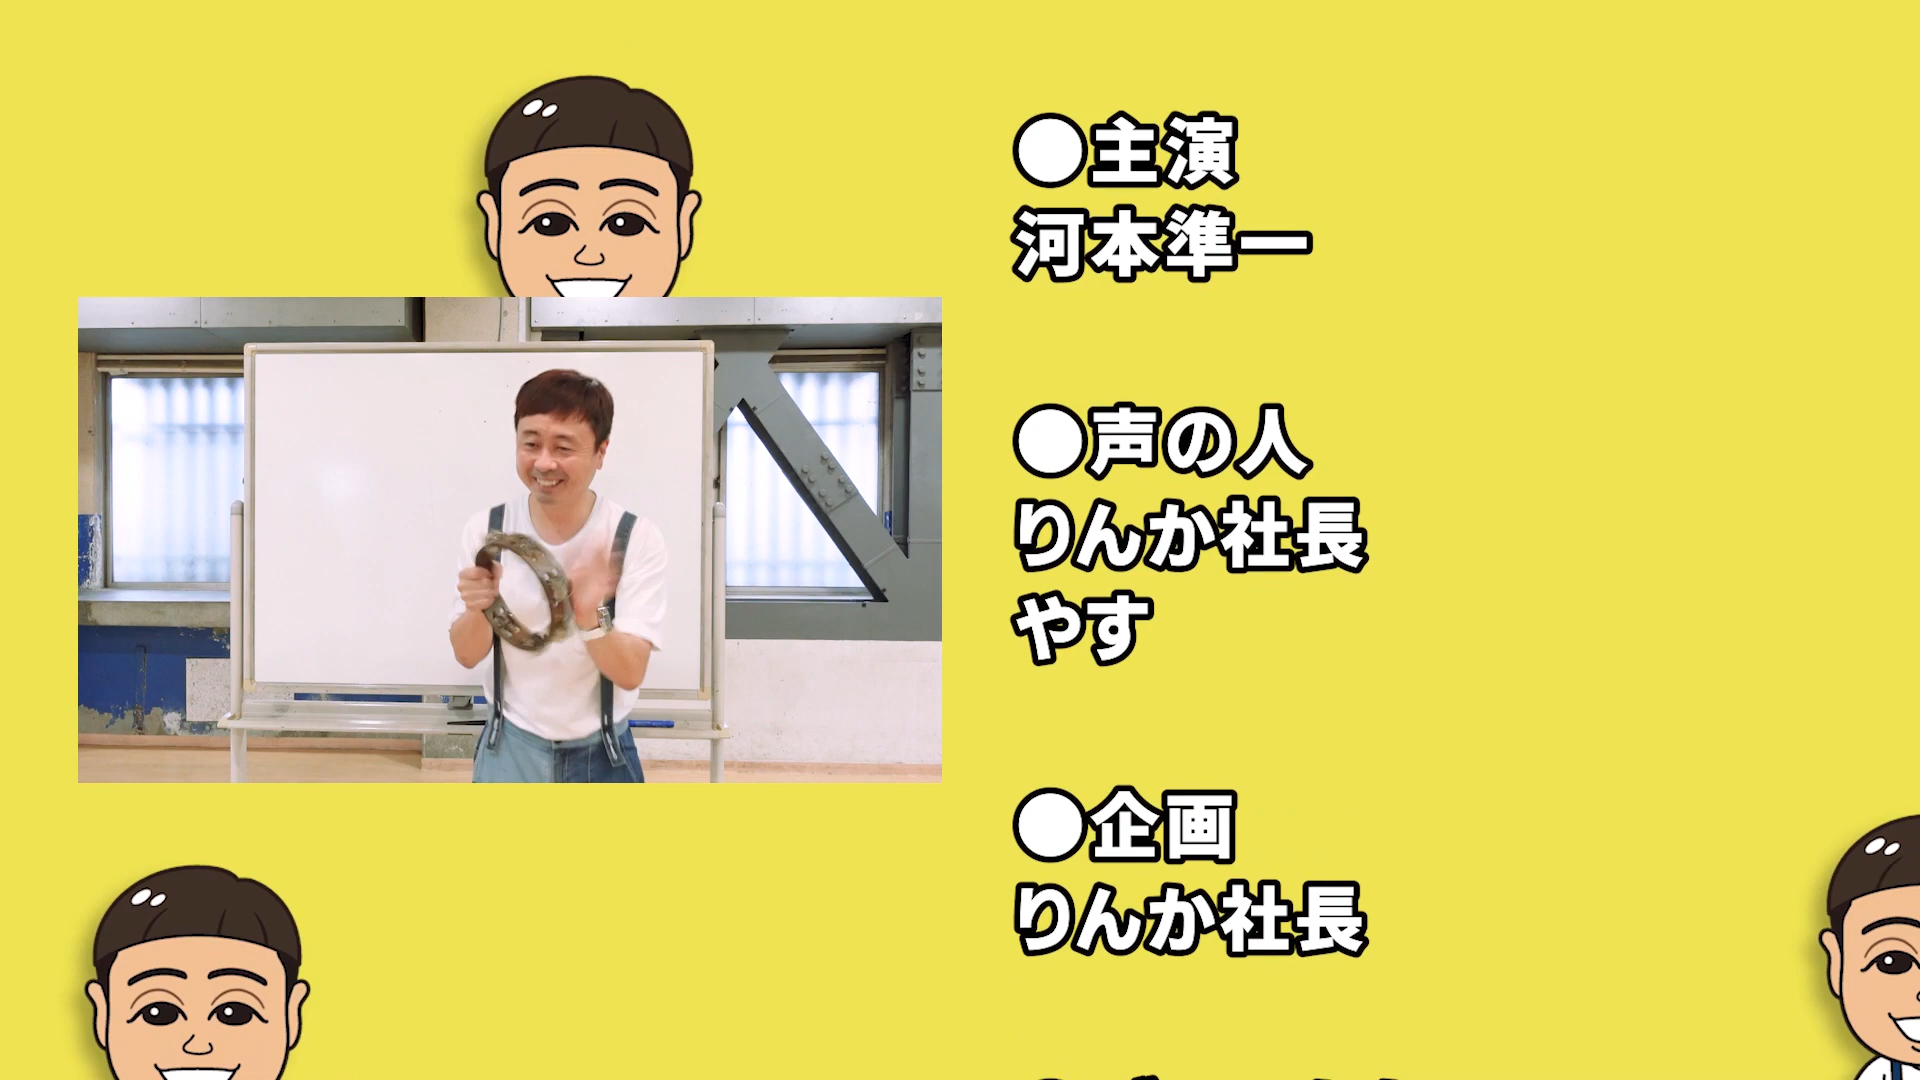 ●主演
河本準一
●声の人
りんか社長
やす
●企画
りんか社長